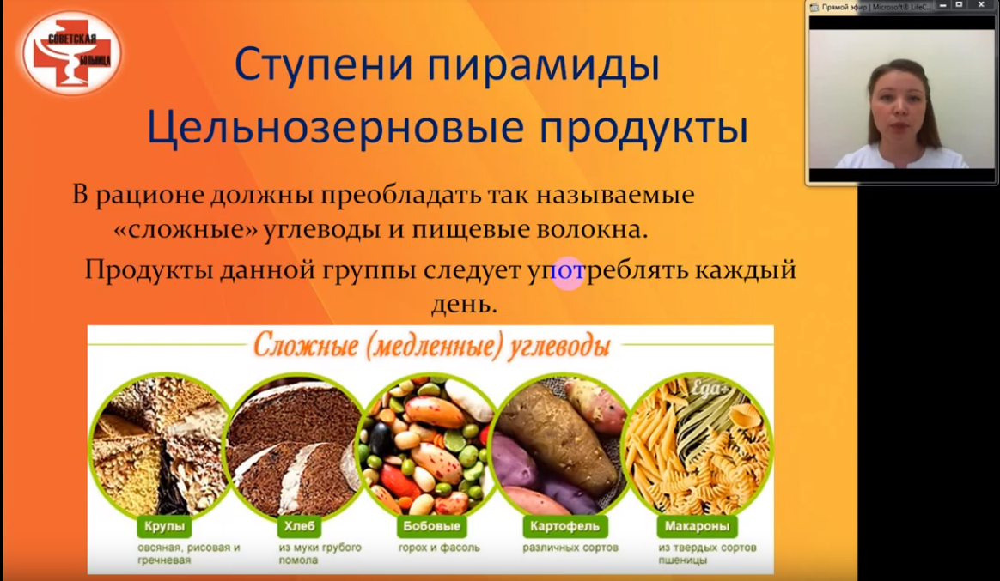 СОВЕТСКАЯ
БОЛЬНИЦА
Прямой эфир | Microsoft® LifeC...
Ступени пирамиды
Цельнозерновые продукты
В рационе должны преобладать так называемые
«сложные» углеводы и пищевые волокна.
Продукты данной группы следует употреблять каждый
день.
Сложные (медленные) углеводы
Еда+
Крупы
овсяная, рисовая и
гречневая
Хлеб
из муки грубого
помола
Бобовые
горох и фасоль
Картофель
различных сортов
Макароны
из твердых сортов
пшеницы